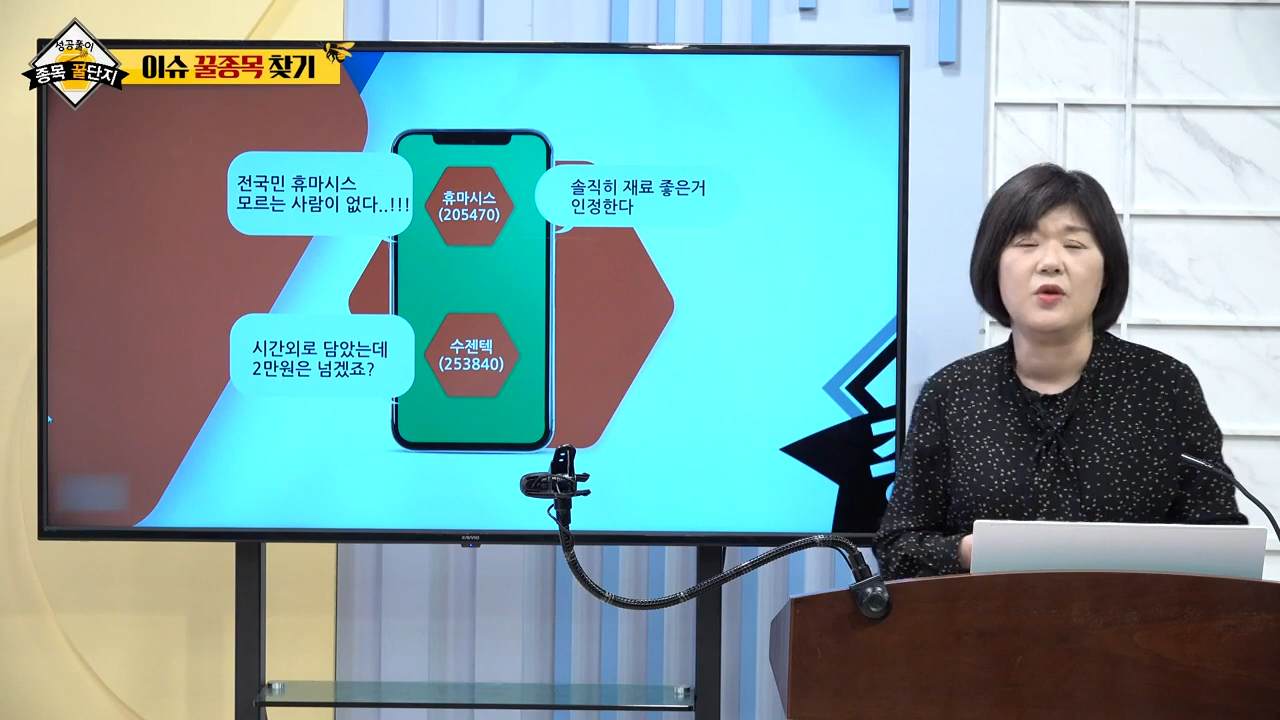 성공풀이
종목 꿀단지
이슈 꿀종목 찾기
전국민 휴마시스
모르는 사람이 없다..!!!
휴마시스
(205470)
솔직히 재료 좋은거
인정한다
시간외로 담았는데
2만원은 넘겠죠?
수젠텍
(253840)